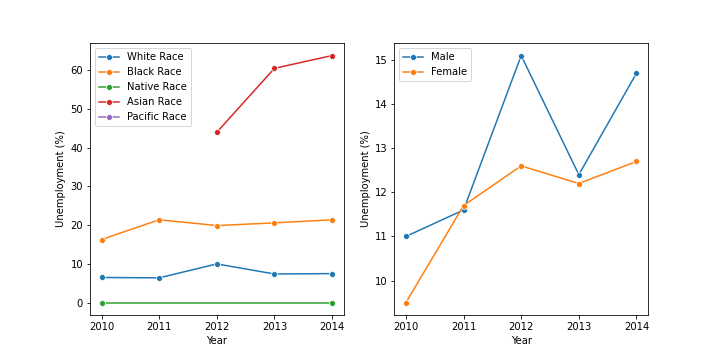 White Race
Black Race
Native Race
Asian Race
Pacific Race
60
50
40
30
20
10
0
Unemployment (%)
2010 2011 2012 2013 2014
Year
Male
Female
15
14
13
12
11
10
Unemployment (%)
2010 2011 2012 2013 2014
Year